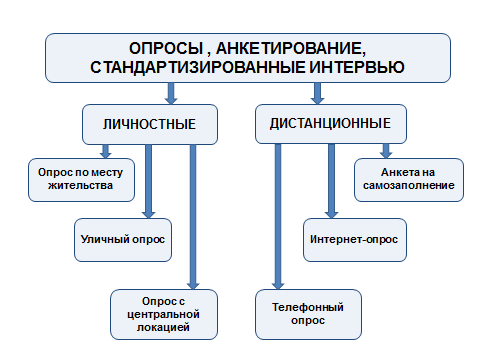 ОПРОСЫ , АНКЕТИРОВАНИЕ,
СТАНДАРТИЗИРОВАННЫЕ ИНТЕРВЬЮ
ЛИЧНОСТНЫЕ
ДИСТАНЦИОННЫЕ
Опрос по месту
жительства
Анкета на
самозаполнение
Уличный опрос
Интернет-опрос
Опрос с
центральной
локацией
Телефонный
опрос